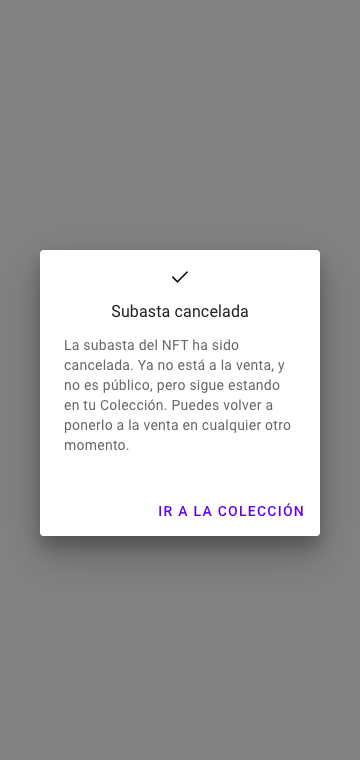 Subasta cancelada
La subasta del NFT ha sido
cancelada. Ya no está a la venta, y
no es público, pero sigue estando
en tu Colección. Puedes volver a
ponerlo a la venta en cualquier otro
momento.
IR A LA COLECCIÓN